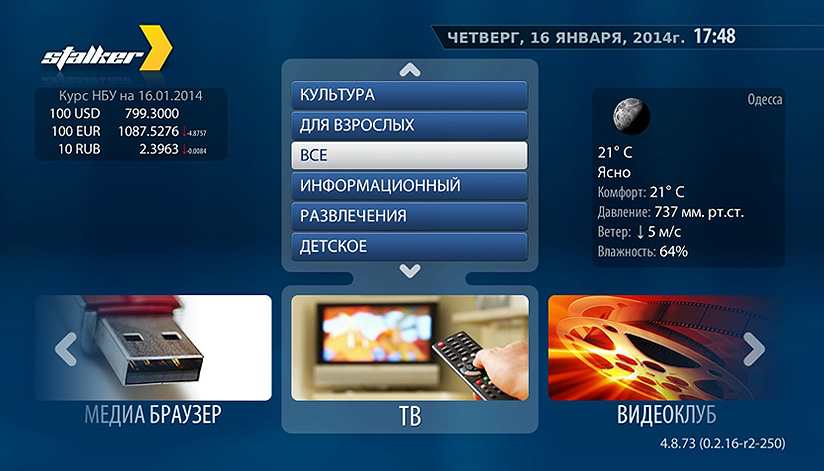 stalker
ЧЕТВЕРГ, 16 ЯНВАРЯ, 2014г. 17:48
Курс НБУ на 16.01.2014
100 USD 799.3000
100 EUR 1087.5276 ↓-4.8757
10 RUB 2.3963 ↓-0.0084
КУЛЬТУРА
ДЛЯ ВЗРОСЛЫХ
ВСЕ
ИНФОРМАЦИОННЫЙ
РАЗВЛЕЧЕНИЯ
ДЕТСКОЕ
Одесса
21° C
Ясно
Комфорт: 21° C
Давление: 737 мм. рт.ст.
Ветер: ↓ 5 м/с
Влажность: 64%
МЕДИА БРАУЗЕР
ТВ
ВИДЕОКЛУБ
4.8.73 (0.2.16-r2-250)